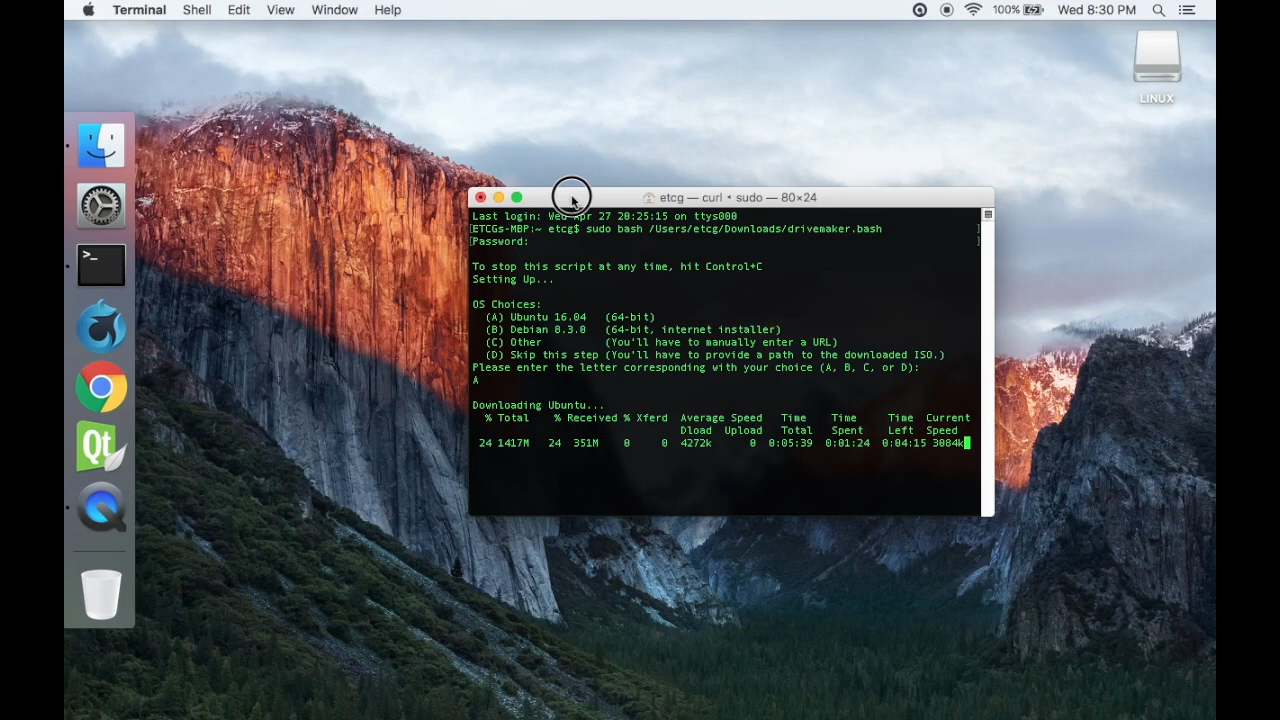 Terminal Shell Edit View Window Help 100% Wed 8:30 PM
LINUX
etcg — curl • sudo — 80×24
Last login: Wed Apr 27 20:25:15 on ttys000
[ETCGs-MBP:~ etcg$ sudo bash /Users/etcg/Downloads/drivemaker.bash ]
[Password: ]
To stop this script at any time, hit Control+C
Setting Up...
OS Choices:
(A) Ubuntu 16.04 (64-bit)
(B) Debian 8.3.0 (64-bit, internet installer)
(C) Other (You'll have to manually enter a URL)
(D) Skip this step (You'll have to provide a path to the downloaded ISO.)
Please enter the letter corresponding with your choice (A, B, C, or D):
A
Downloading Ubuntu...
% Total % Received % Xferd Average Speed Time Time Time Current
Dload Upload Total Spent Left Speed
24 1417M 24 351M 0 0 4272k 0 0:05:39 0:01:24 0:04:15 3084k
>_
Qt